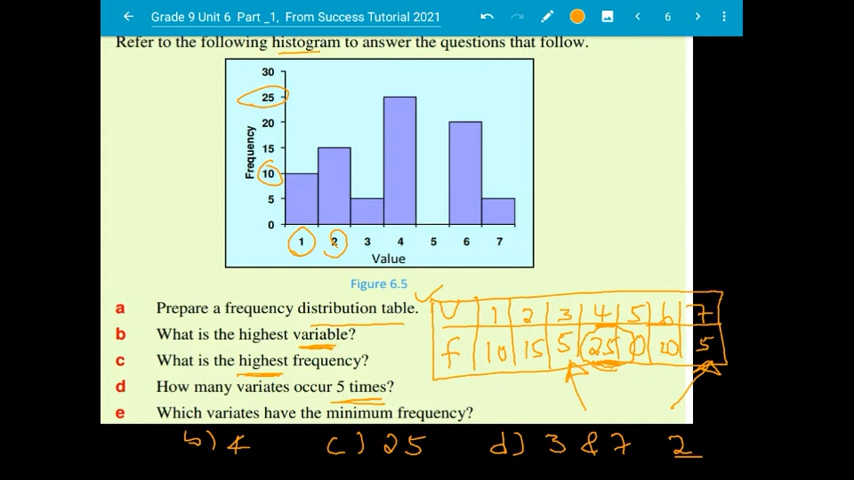 Grade 9 Unit 6 Part _1, From Success Tutorial 2021
6
Refer to the following histogram to answer the questions that follow.
30
25
20
15
10
5
0
Frequency
1 2 3 4 5 6 7
Value
Figure 6.5
a Prepare a frequency distribution table.
b What is the highest variable?
c What is the highest frequency?
d How many variates occur 5 times?
e Which variates have the minimum frequency?
V 1 2 3 4 5 6 7
f 10 15 5 25 0 20 5
b) 4 c) 25 d) 3 & 7 2